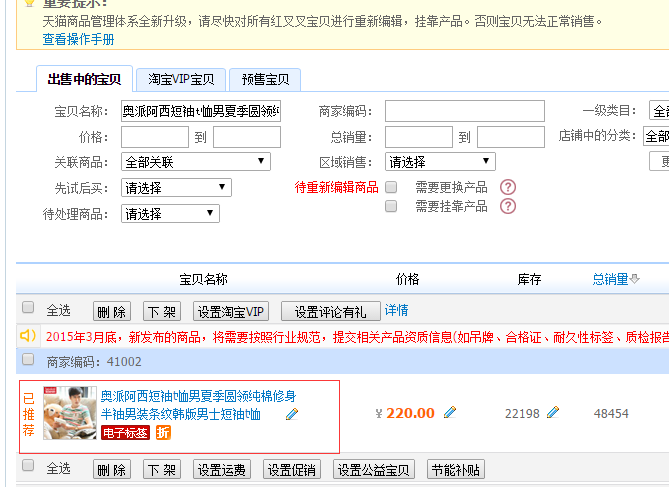 重要提示：
天猫商品管理体系全新升级，请尽快对所有红叉叉宝贝进行重新编辑，挂靠产品。否则宝贝无法正常销售。
查看操作手册
出售中的宝贝 淘宝VIP宝贝 预售宝贝
宝贝名称： 奥派阿西短袖t恤男夏季圆领纯 商家编码： 一级类目： 全部
价格： 到 总销量： 到 店铺中的分类： 全部
关联商品： 全部关联 区域销售： 请选择 更
先试后买： 请选择 待重新编辑商品 需要更换产品 ?
待处理商品： 请选择 需要挂靠产品 ?
宝贝名称 价格 库存 总销量
全选 删 除 下 架 设置淘宝VIP 设置评论有礼 详情
2015年3月底，新发布的商品，将需要按照行业规范，提交相关产品资质信息(如吊牌、合格证、耐久性标签、质检报告
商家编码：41002
已推荐 奥派阿西短袖t恤男夏季圆领纯棉修身 ¥ 220.00 22198 48454
半袖男装条纹韩版男士短袖t恤
电子标签 折
全选 删 除 下 架 设置运费 设置促销 设置公益宝贝 节能补贴